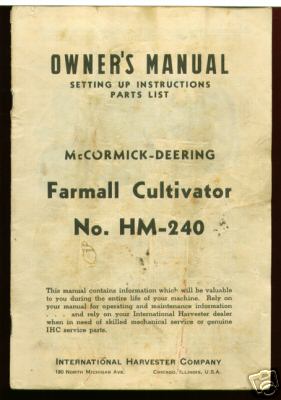 OWNER'S MANUAL
SETTING UP INSTRUCTIONS
PARTS LIST
McCORMICK-DEERING
Farmall Cultivator
No. HM-240
This manual contains information which will be valuable
to you during the entire life of your machine. Rely on
your manual for operating and maintenance information
. . . . and rely on your International Harvester dealer
when in need of skilled mechanical service or genuine
IHC service parts.
INTERNATIONAL HARVESTER COMPANY
180 NORTH MICHIGAN AVE. CHICAGO, ILLINOIS, U.S.A.